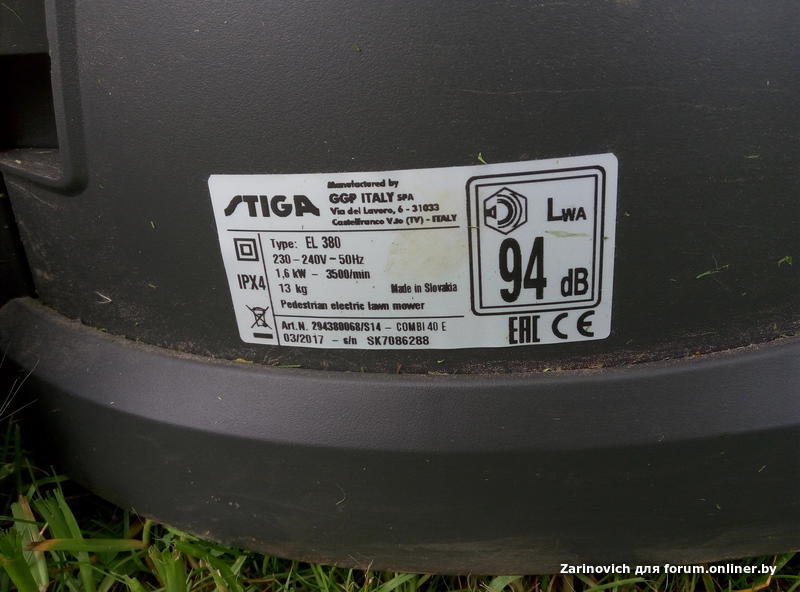 STIGA
Manufactured by
GGP ITALY SPA
Via del Lavoro, 6 - 31033
Castelfranco V.to (TV) - ITALY
Type: EL 380
230 - 240V ~ 50Hz
1,6 kW - 3500/min
13 kg
Made in Slovakia
Pedestrian electric lawn mower
IPX4
Art.N. 294380068/S14 - COMBI 40 E
03/2017 - s/n SK7086288
LWA
94 dB
EAC CE
Zarinovich для forum.onliner.by